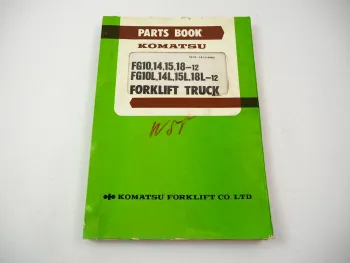 PARTS BOOK
KOMATSU
FG10,14,15,18-12
FG10L,14L,15L,18L-12
FORKLIFT TRUCK
WST
KOMATSU FORKLIFT CO. LTD